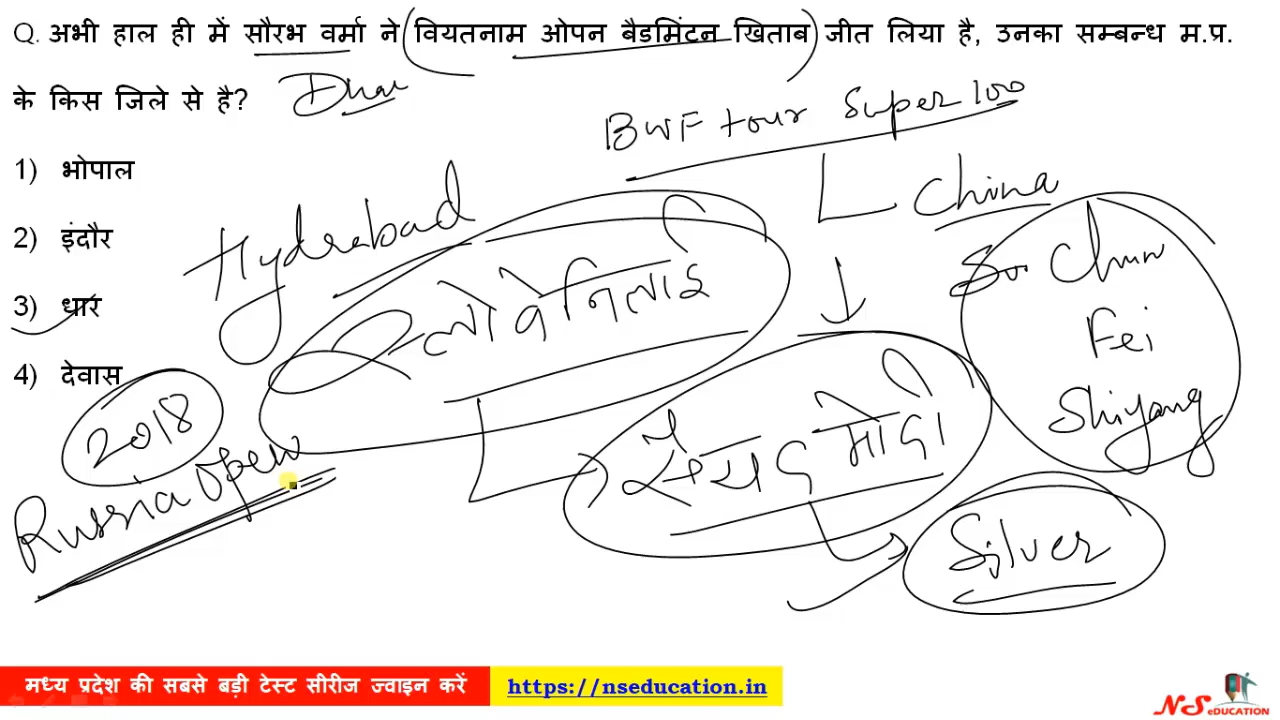 Q. अभी हाल ही में सौरभ वर्मा ने (वियतनाम ओपन बैडमिंटन खिताब) जीत लिया है, उनका सम्बन्ध म.प्र.
के किस जिले से है? Dhar
BWF tour Super 100
1) भोपाल
China
Hyderabad
2) इंदौर
स्लोवेनिलाई
Chun
Fei
Shiyang
3) धार
4) देवास
2018
सैयद मोदी
Russia open
Silver
मध्य प्रदेश की सबसे बड़ी टेस्ट सीरीज ज्वाइन करें
https://nseducation.in
NS EDUCATION